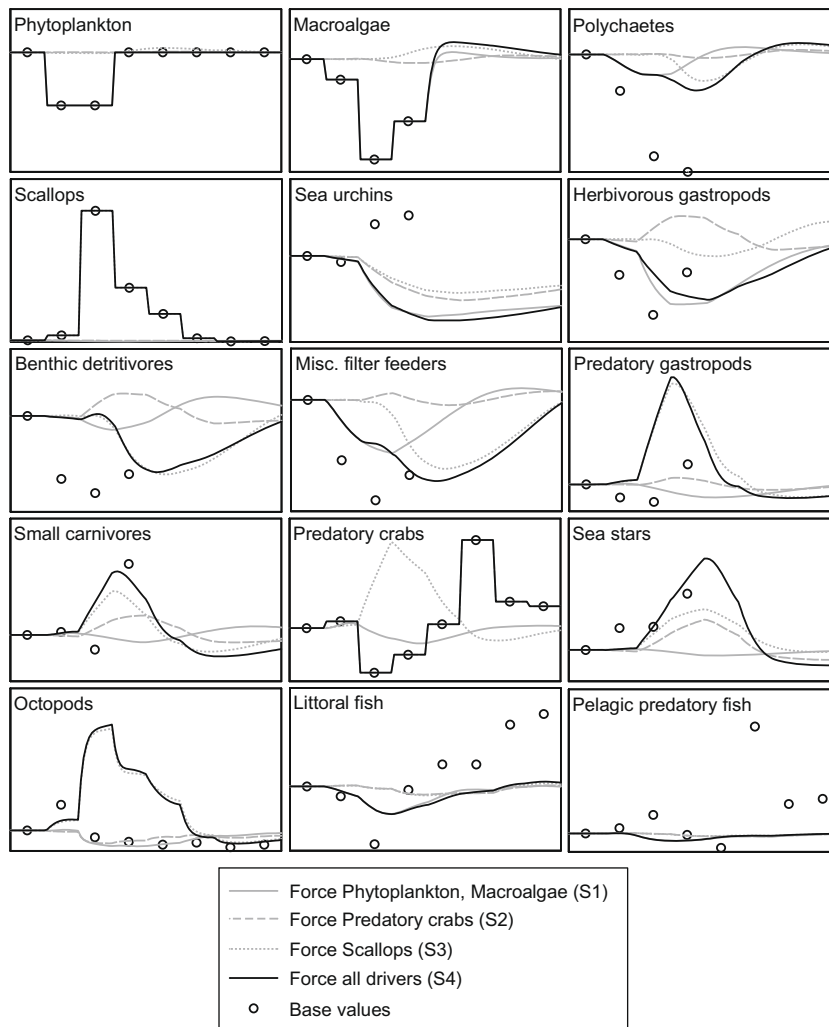 Phytoplankton
Macroalgae
Polychaetes
Scallops
Sea urchins
Herbivorous gastropods
Benthic detritivores
Misc. filter feeders
Predatory gastropods
Small carnivores
Predatory crabs
Sea stars
Octopods
Littoral fish
Pelagic predatory fish
Force Phytoplankton, Macroalgae (S1)
Force Predatory crabs (S2)
Force Scallops (S3)
Force all drivers (S4)
Base values